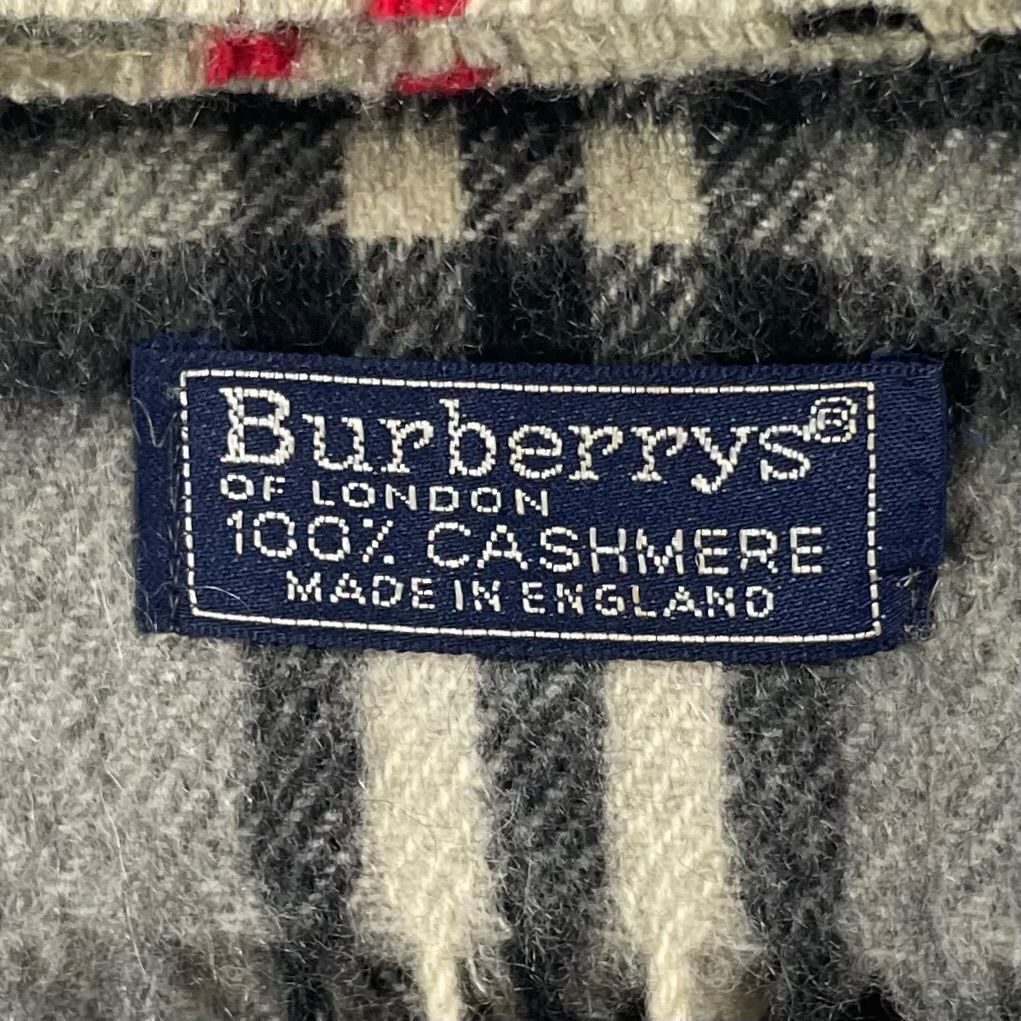 Burberrys®
OF LONDON
100% CASHMERE
MADE IN ENGLAND